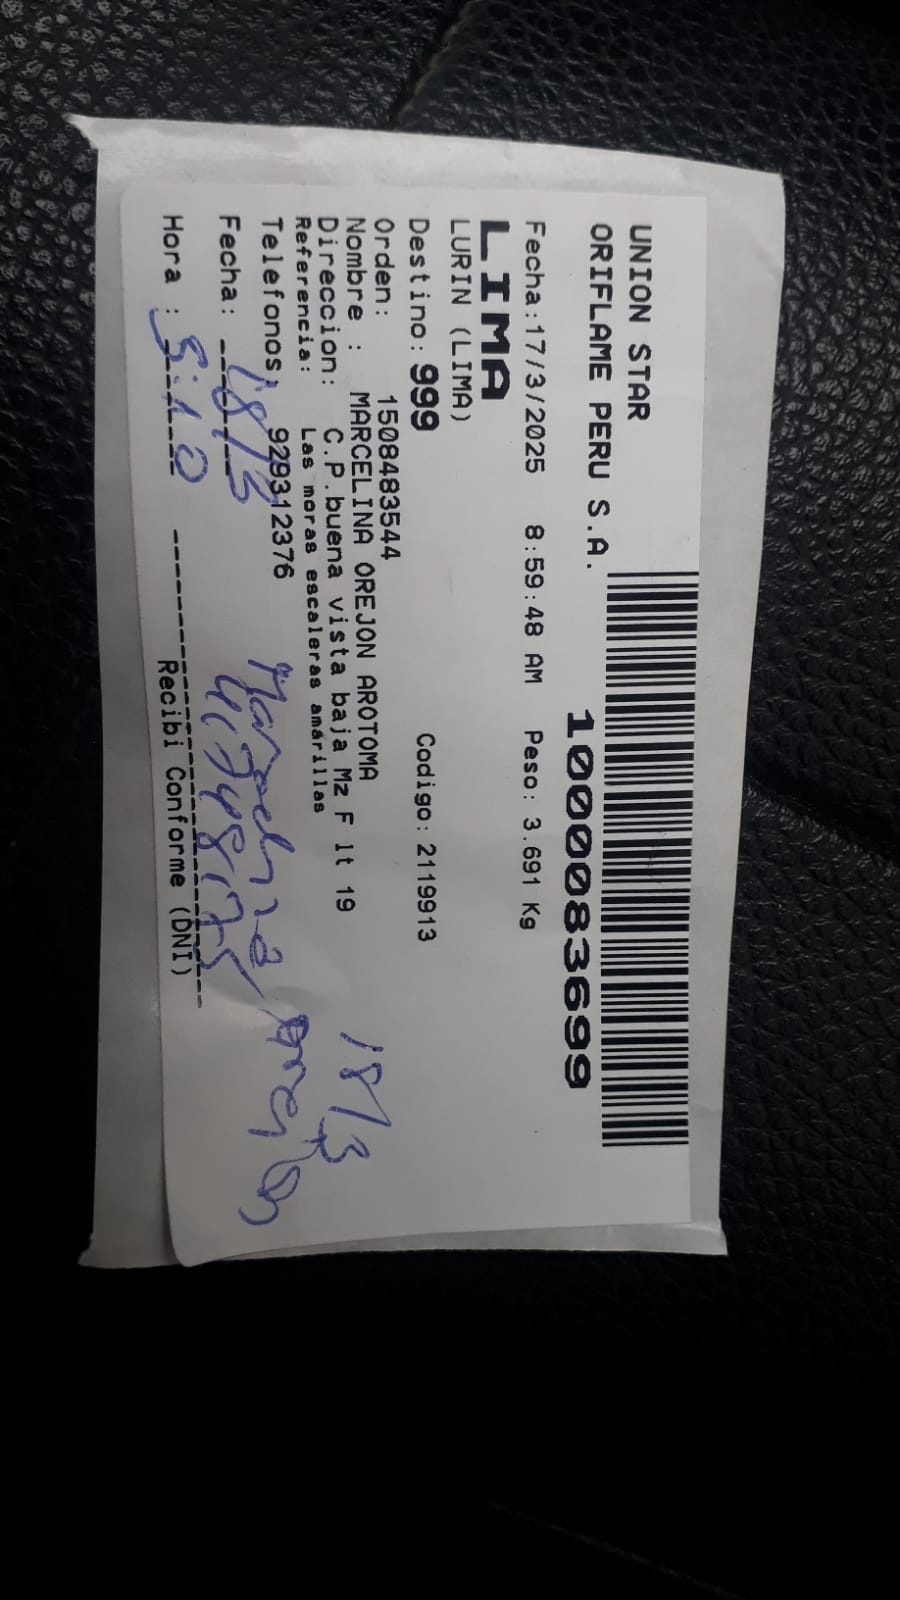 UNION STAR
ORIFLAME PERU S.A.
1000083699
Fecha:17/3/2025 8:59:48 AM Peso: 3.691 Kg
LIMA
LURIN (LIMA)
Destino: 999 Codigo: 2119913
Orden: 1508483544
Nombre : MARCELINA OREJON AROTOMA
Direccion: C.P.buena vista baja Mz F lt 19
Referencia: Las moras escaleras amarillas
Telefonos: 929312376
18/3
Fecha: 18/3
Hora : 5:10
Recibi Conforme (DNI)